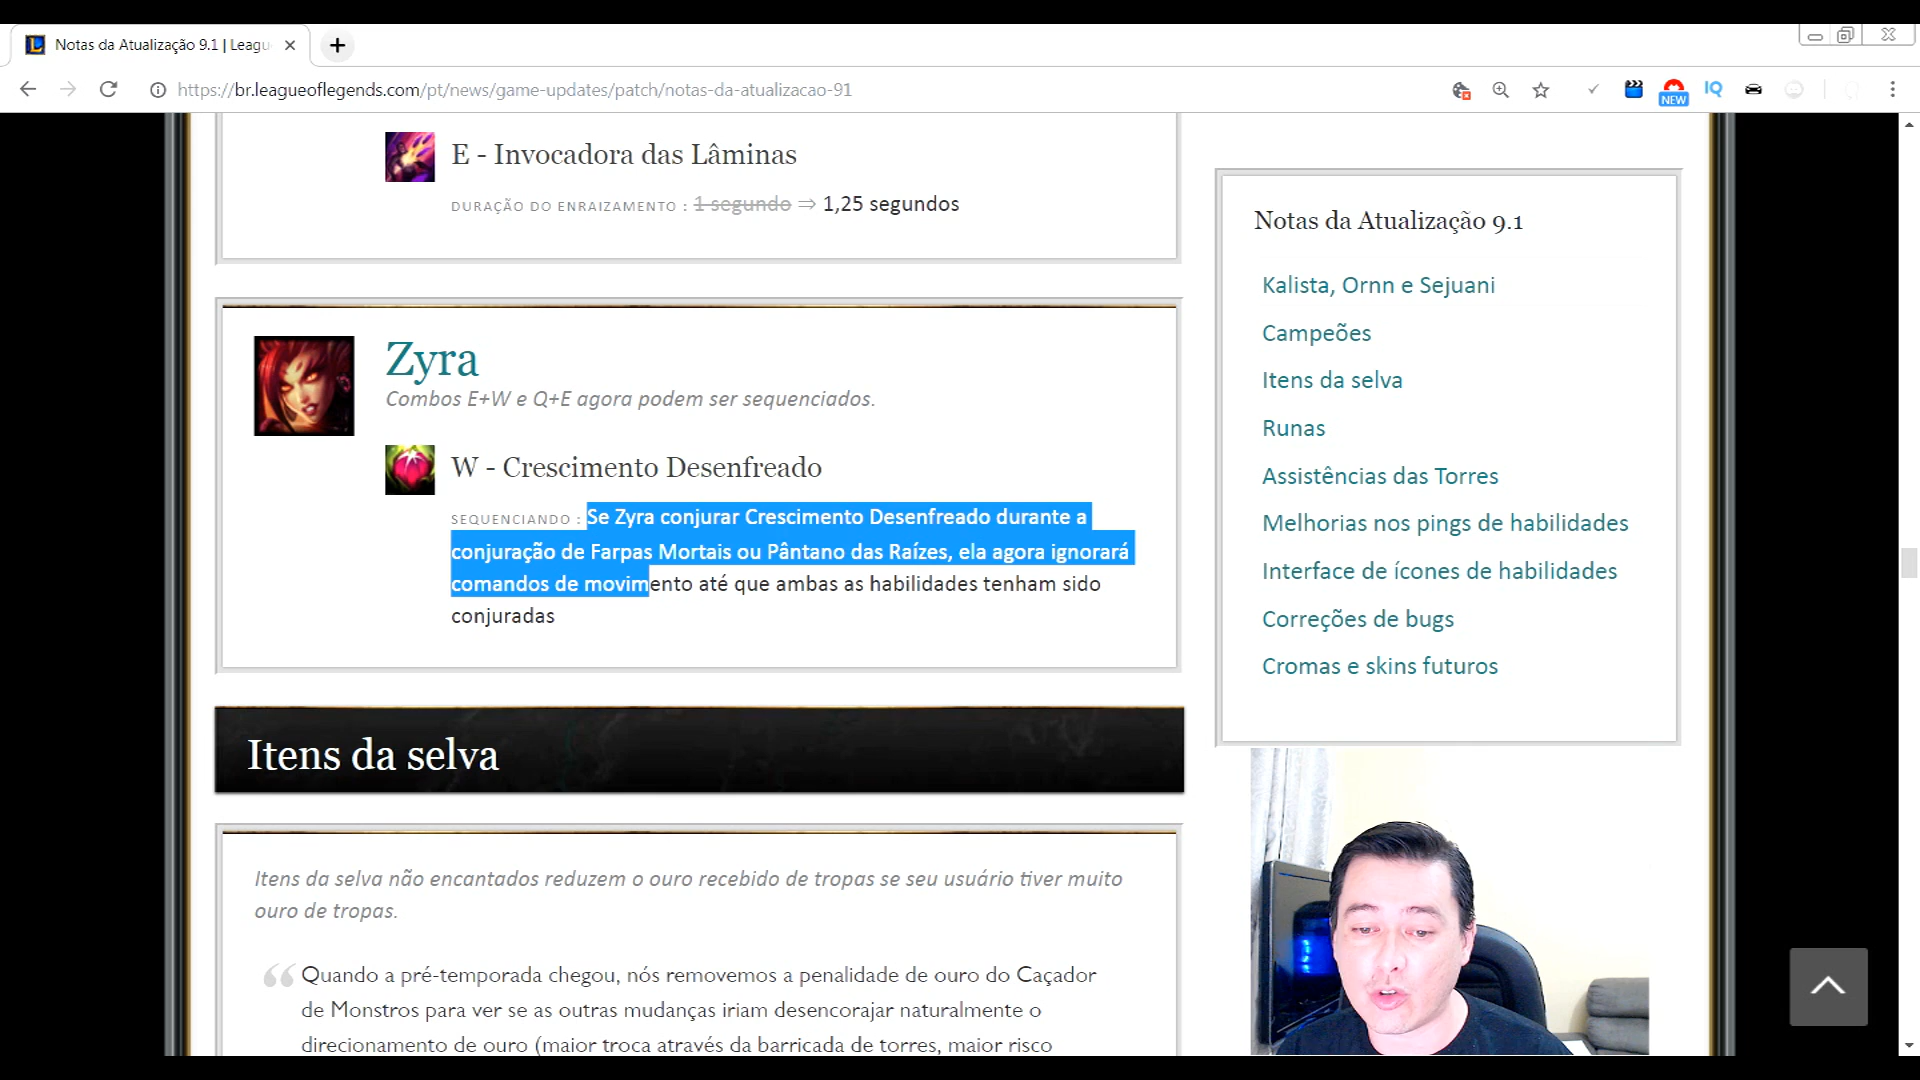 Notas da Atualização 9.1 | Leagu
https://br.leagueoflegends.com/pt/news/game-updates/patch/notas-da-atualizacao-91
NEW
IQ
E - Invocadora das Lâminas
DURAÇÃO DO ENRAIZAMENTO : 1 segundo ⇒ 1,25 segundos
Zyra
Combos E+W e Q+E agora podem ser sequenciados.
W - Crescimento Desenfreado
SEQUENCIANDO : Se Zyra conjurar Crescimento Desenfreado durante a
conjuração de Farpas Mortais ou Pântano das Raízes, ela agora ignorará
comandos de movimento até que ambas as habilidades tenham sido
conjuradas
Itens da selva
Itens da selva não encantados reduzem o ouro recebido de tropas se seu usuário tiver muito
ouro de tropas.
“Quando a pré-temporada chegou, nós removemos a penalidade de ouro do Caçador
de Monstros para ver se as outras mudanças iriam desencorajar naturalmente o
direcionamento de ouro (maior troca através da barricada de torres, maior risco
Notas da Atualização 9.1
Kalista, Ornn e Sejuani
Campeões
Itens da selva
Runas
Assistências das Torres
Melhorias nos pings de habilidades
Interface de ícones de habilidades
Correções de bugs
Cromas e skins futuros